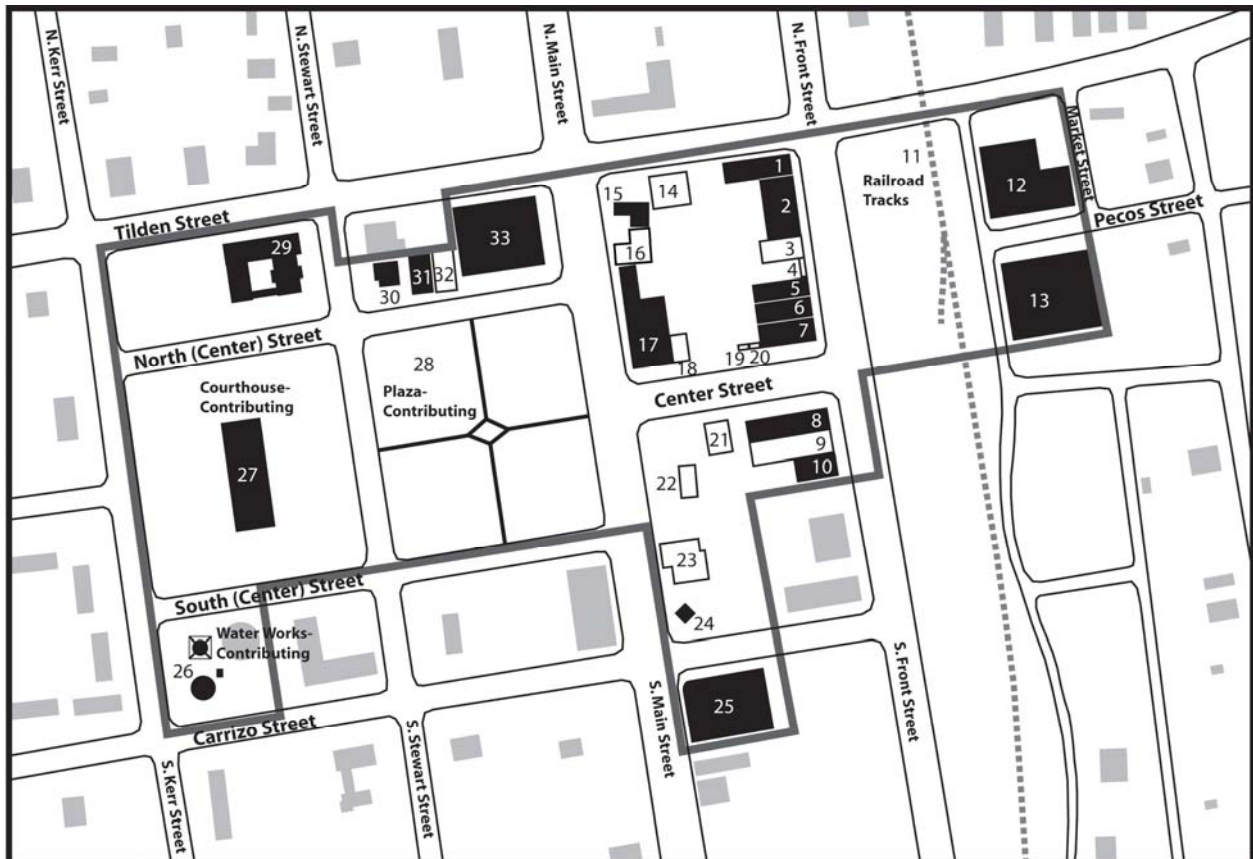 N. Kerr Street
N. Stewart Street
N. Main Street
N. Front Street
Market Street
1
11
Railroad
Tracks
12
14
15
2
Pecos Street
Tilden Street
29
33
16
3
4
13
30
31
32
5
6
7
17
18
19
20
North (Center) Street
28
Plaza-
Contributing
Center Street
Courthouse-
Contributing
27
21
8
9
10
22
23
24
South (Center) Street
Water Works-
Contributing
26
25
Carrizo Street
S. Kerr Street
S. Stewart Street
S. Main Street
S. Front Street